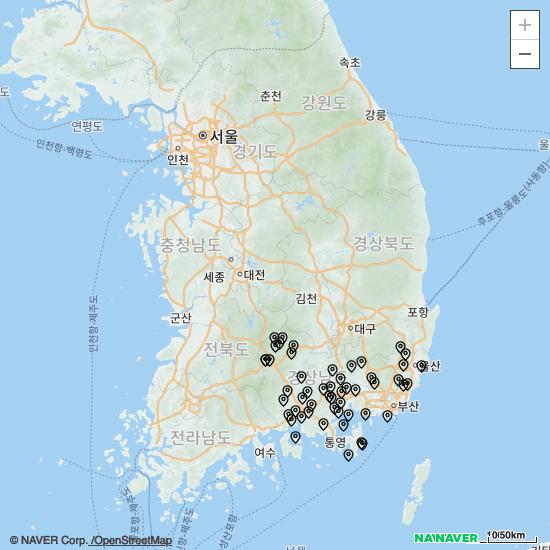 +
−
속초
춘천
강원도
강릉
연평도
서울
인천항-백령도
인천
경기도
울
후포항-울릉도(사동항)
충청남도
경상북도
세종
대전
김천
인천항-제주도
군산
포항
대구
전북도
울산
경상남
부산
전라남도
통영
여수
© NAVER Corp. /OpenStreetMap
NAVER
10/50km